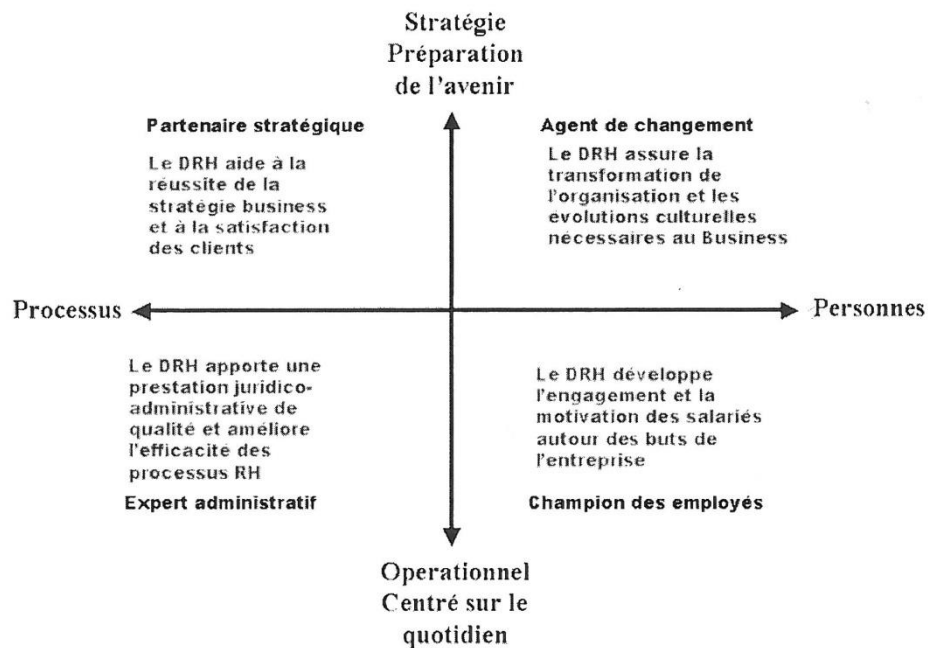 Stratégie
Préparation
de l'avenir
Partenaire stratégique
Le DRH aide à la
réussite de la
stratégie business
et à la satisfaction
des clients
Agent de changement
Le DRH assure la
transformation de
l'organisation et les
évolutions culturelles
nécessaires au Business
Processus
Personnes
Le DRH apporte une
prestation juridico-
administrative de
qualité et améliore
l'efficacité des
processus RH
Expert administratif
Le DRH développe
l'engagement et la
motivation des salariés
autour des buts de
l'entreprise
Champion des employés
Operationnel
Centré sur le
quotidien